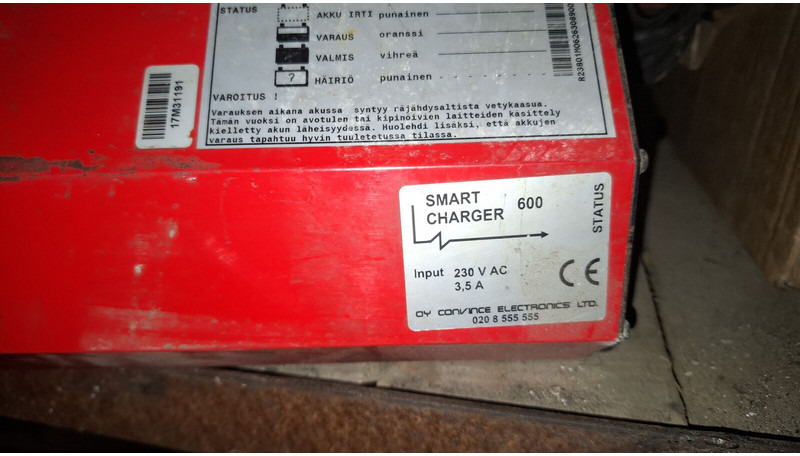 STATUS
AKKU IRTI punainen
VARAUS oranssi
VALMIS vihreä
? HÄIRIÖ punainen
VAROITUS !
Varauksen aikana akussa syntyy räjähdysaltista vetykaasua.
Tämän vuoksi on avotulen tai kipinöivien laitteiden käsittely
kielletty akun läheisyydessä. Huolehdi lisäksi, että akkujen
varaus tapahtuu hyvin tuuletetussa tilassa.
17M31191
SMART
CHARGER 600
STATUS
Input 230 V AC
3,5 A
CE
OY CONVINCE ELECTRONICS LTD.
020 8 555 555